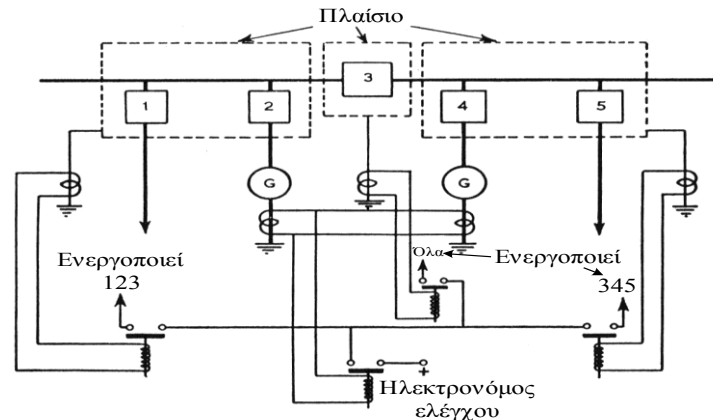 Πλαίσιο
3
1
2
4
5
G
G
Όλα
Ενεργοποιεί
Ενεργοποιεί
123
345
+
Ηλεκτρονόμος
ελέγχου